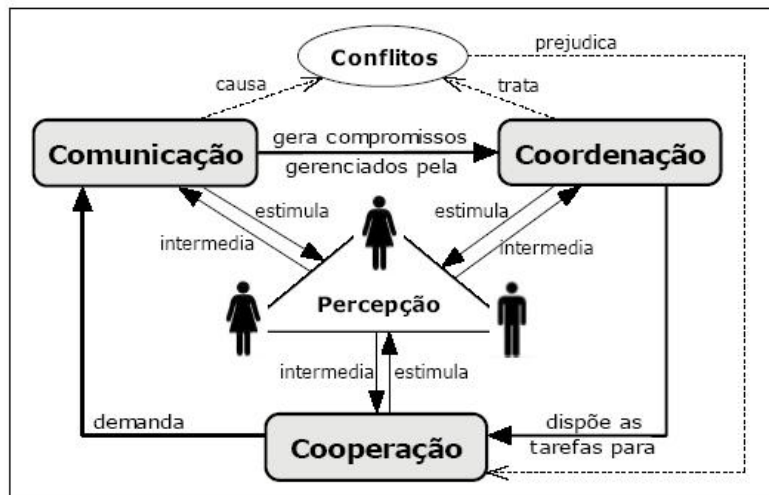 Conflitos
prejudica
causa
trata
Comunicação
gera compromissos
gerenciados pela
Coordenação
estimula
intermedia
estimula
intermedia
Percepção
intermedia
estimula
demanda
Cooperação
dispõe as
tarefas para